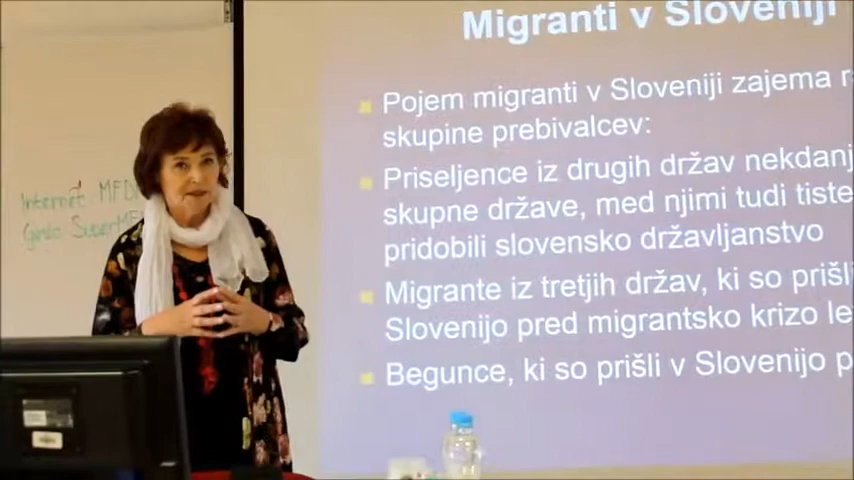 Migranti v Sloveniji
Pojem migranti v Sloveniji zajema
skupine prebivalcev:
Priseljence iz drugih držav nekdanj
skupne države, med njimi tudi tiste
pridobili slovensko državljanstvo
Migrante iz tretjih držav, ki so prišli
Slovenijo pred migrantsko krizo le
Begunce, ki so prišli v Slovenijo po
Internet